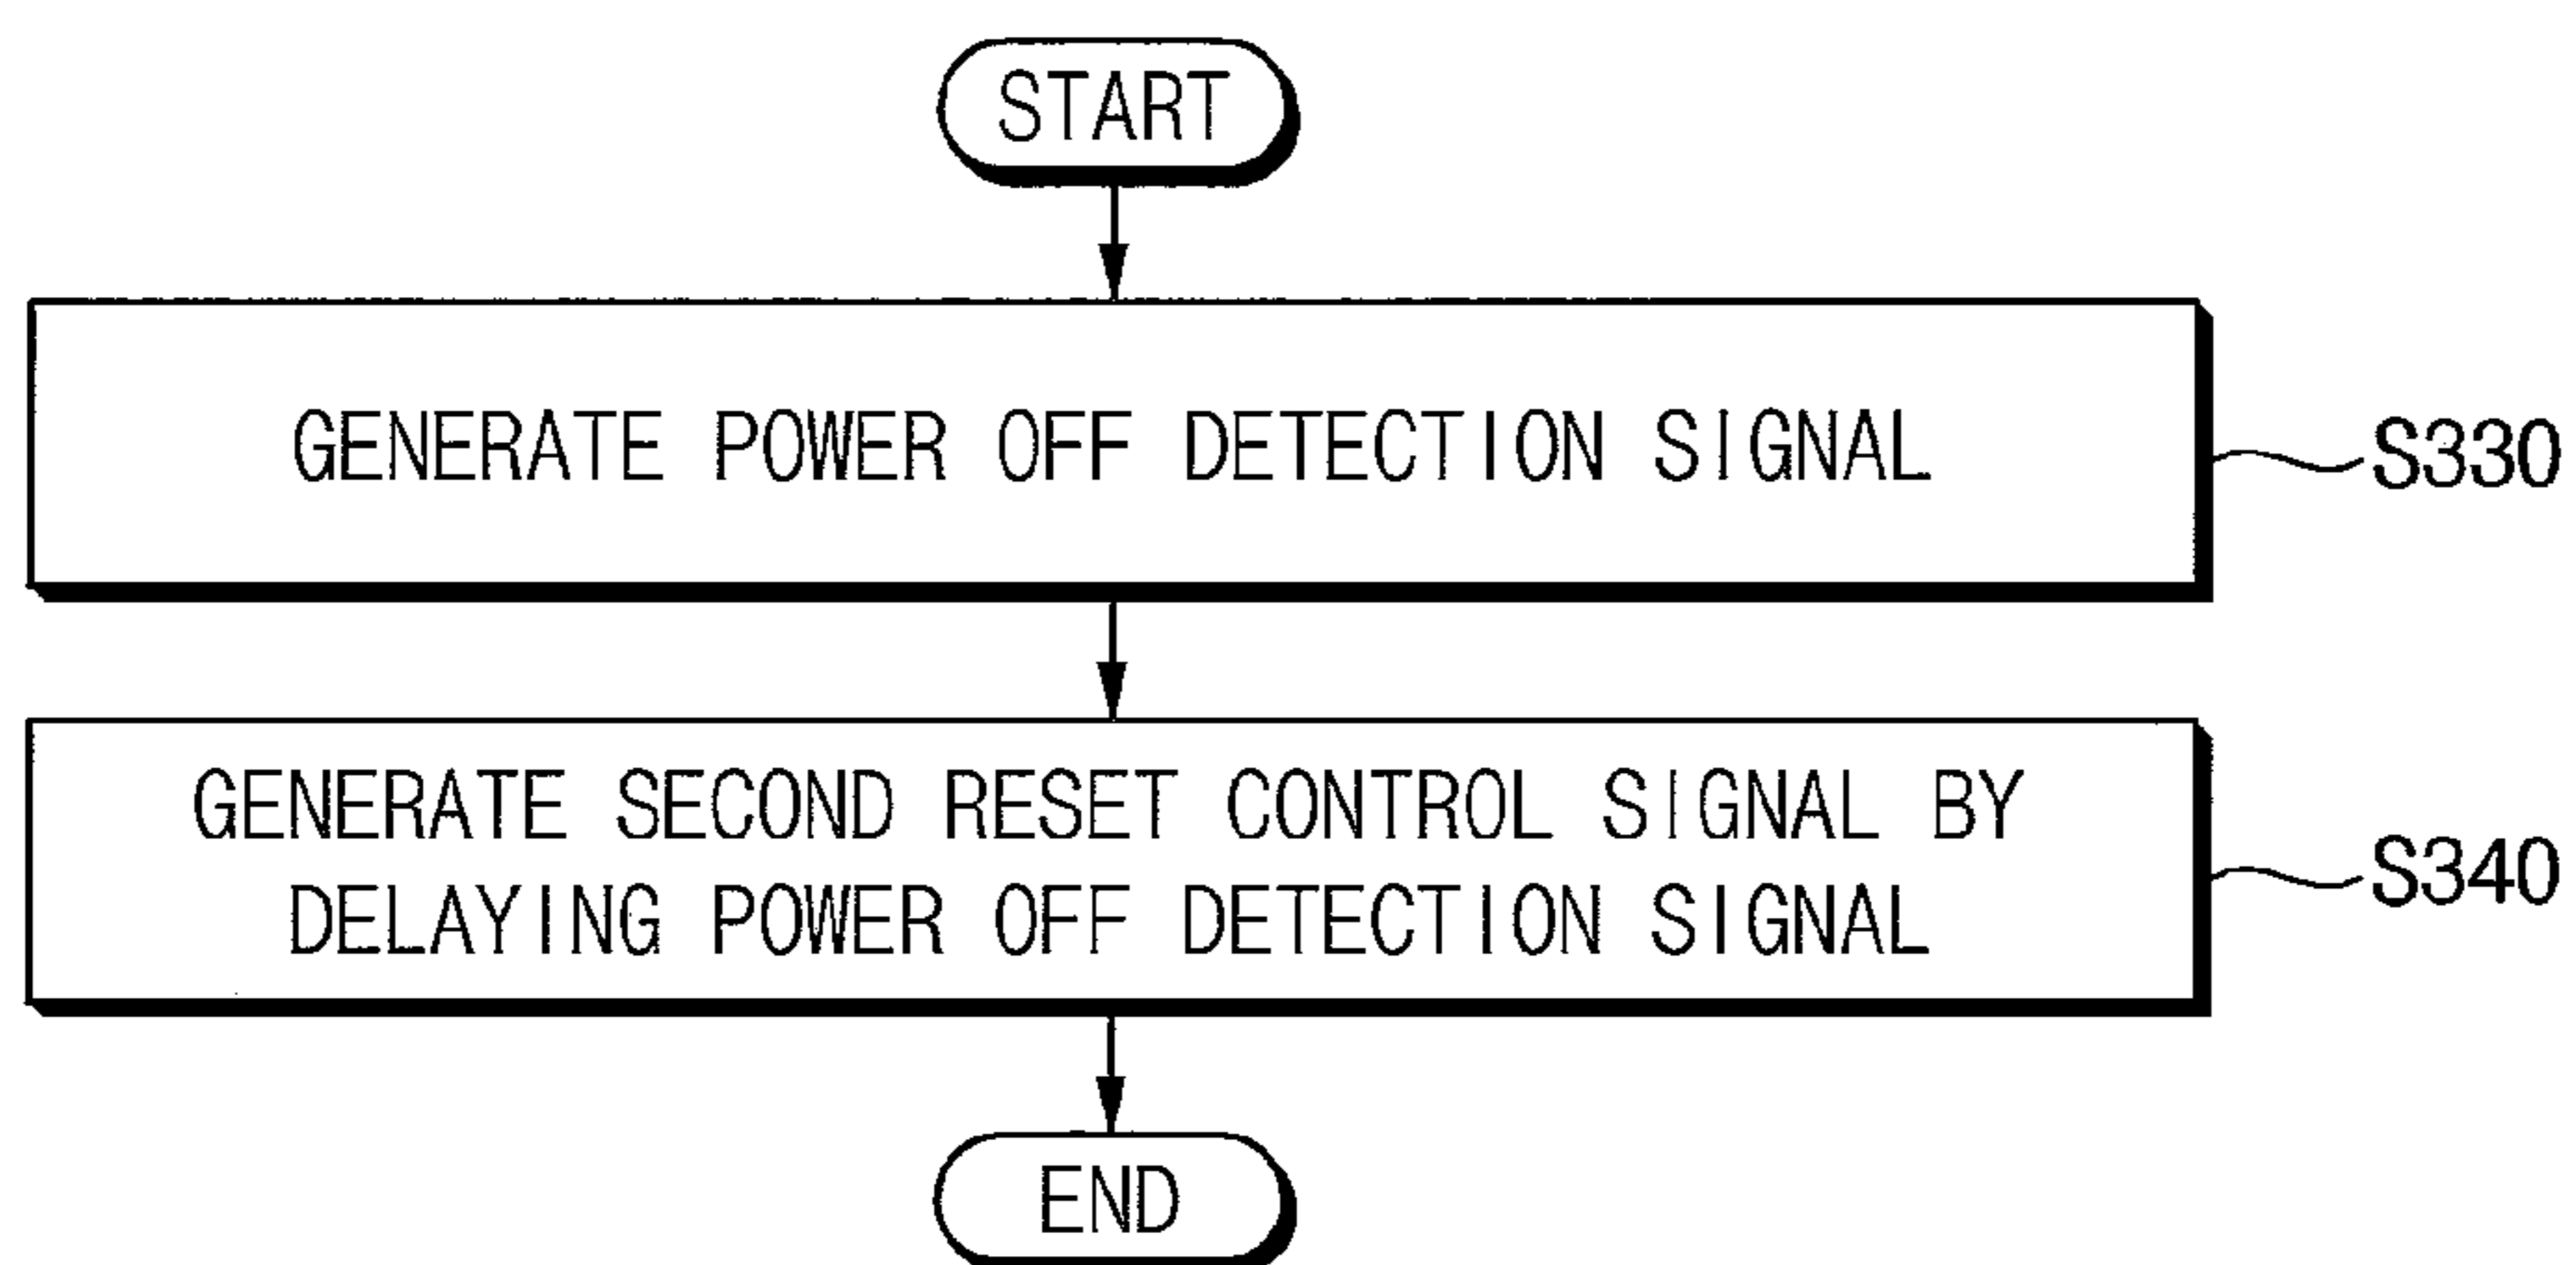 START
GENERATE POWER OFF DETECTION SIGNAL
S330
GENERATE SECOND RESET CONTROL SIGNAL BY
DELAYING POWER OFF DETECTION SIGNAL
S340
END